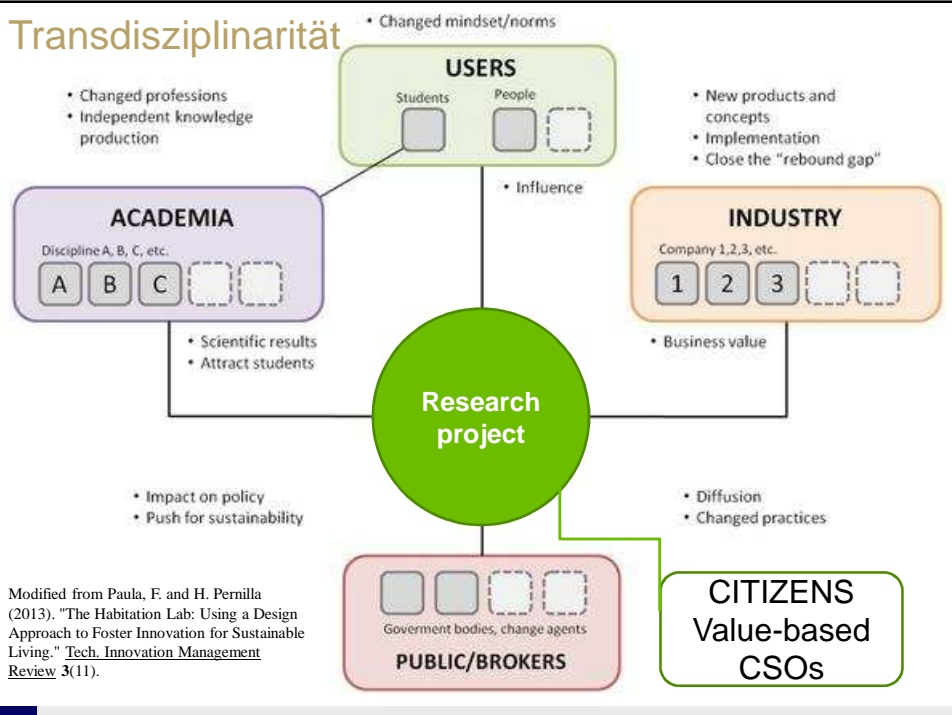 Transdisziplinarität
• Changed mindset/norms
USERS
Students
People
• Changed professions
• Independent knowledge
production
• New products and
concepts
• Implementation
• Close the “rebound gap”
• Influence
ACADEMIA
Discipline A, B, C, etc.
A B C
INDUSTRY
Company 1,2,3, etc.
1 2 3
• Scientific results
• Attract students
• Business value
Research
project
• Impact on policy
• Push for sustainability
• Diffusion
• Changed practices
Goverment bodies, change agents
PUBLIC/BROKERS
CITIZENS
Value-based
CSOs
Modified from Paula, F. and H. Pernilla
(2013). "The Habitation Lab: Using a Design
Approach to Foster Innovation for Sustainable
Living." Tech. Innovation Management
Review 3(11).